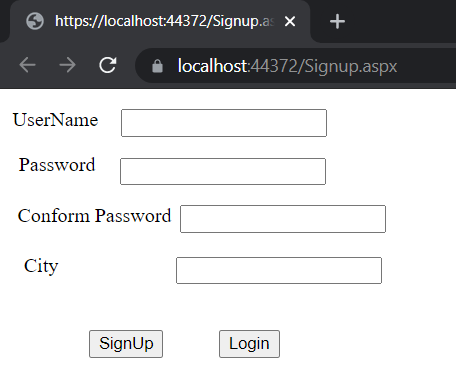 https://localhost:44372/Signup.as
localhost:44372/Signup.aspx
UserName
Password
Conform Password
City
SignUp Login